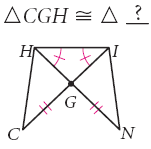 △CGH ≅ △ ?
H I
G
C N